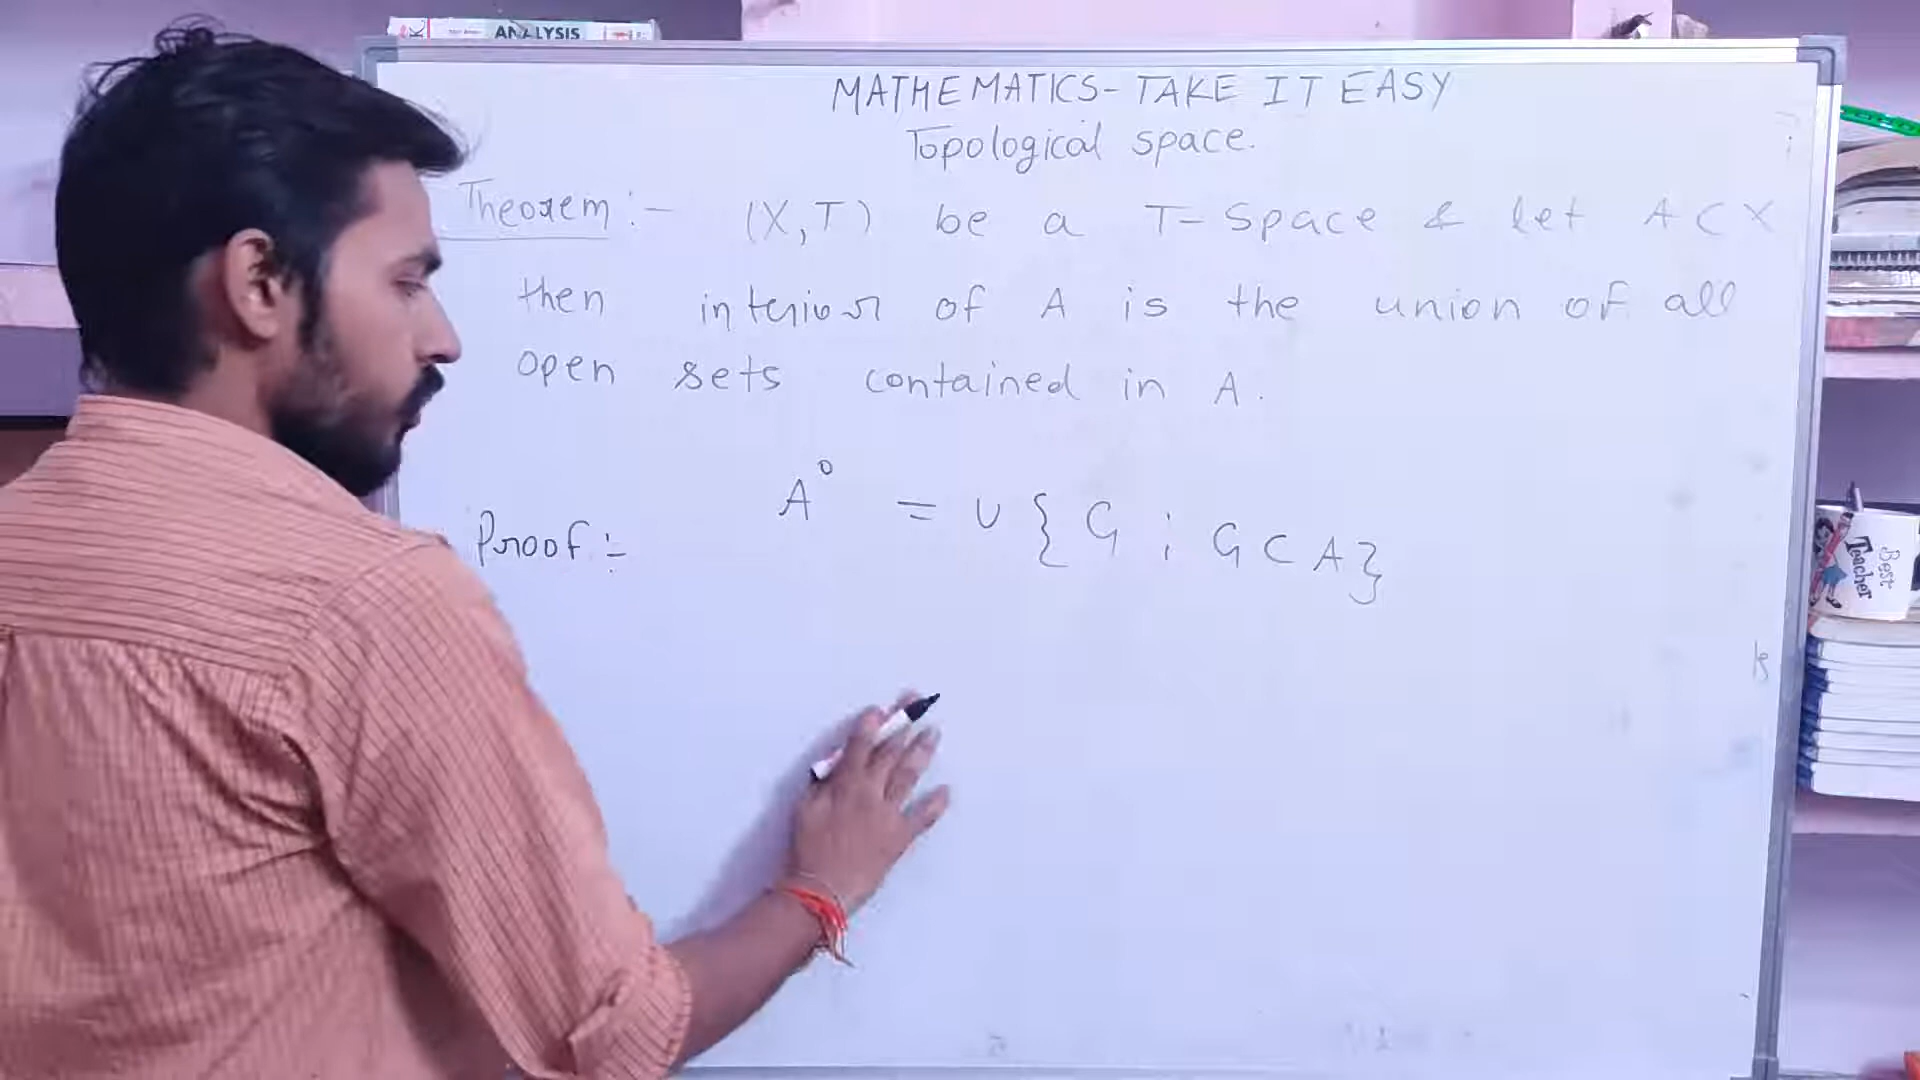 ANALYSIS
MATHEMATICS - TAKE IT EASY
Topological space.
Theorem :- (X,T) be a T-Space & let A ⊂ X
then interior of A is the union of all
open sets contained in A.
Proof :- A° = ∪ { G ; G ⊂ A }
Best
Teacher